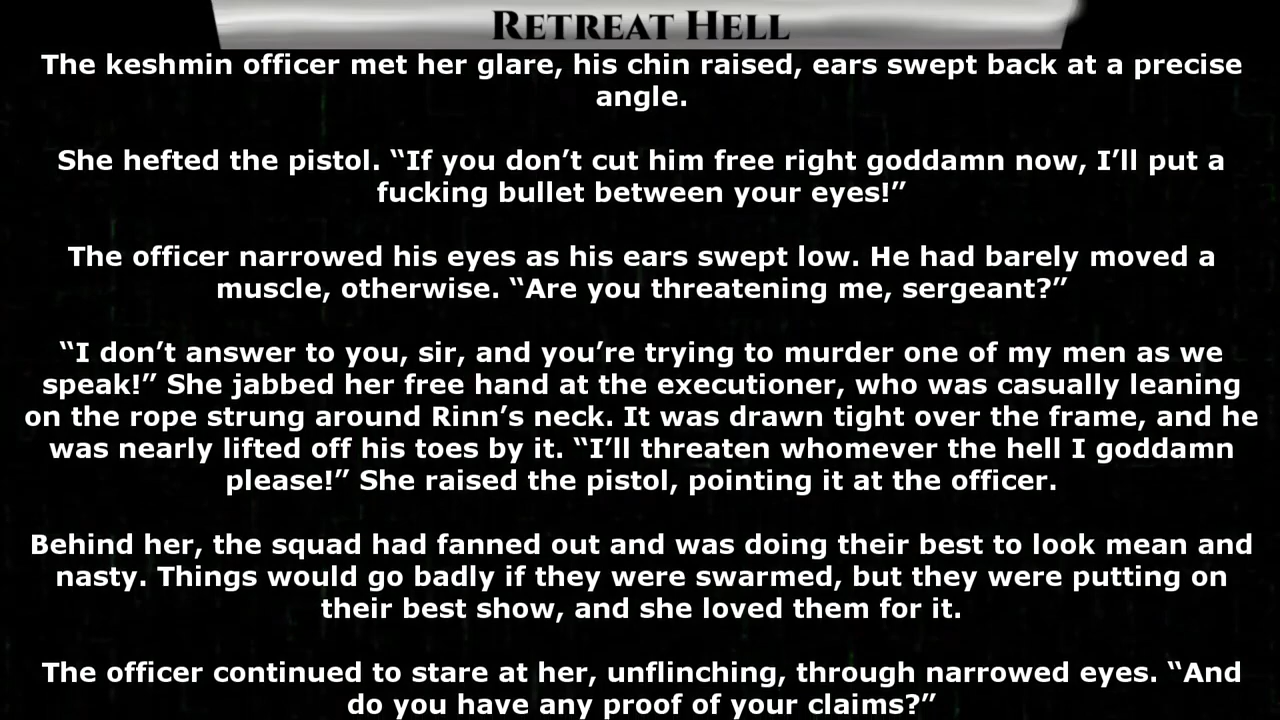 Retreat Hell
The keshmin officer met her glare, his chin raised, ears swept back at a precise
angle.
She hefted the pistol. “If you don’t cut him free right goddamn now, I’ll put a
fucking bullet between your eyes!”
The officer narrowed his eyes as his ears swept low. He had barely moved a
muscle, otherwise. “Are you threatening me, sergeant?”
“I don’t answer to you, sir, and you’re trying to murder one of my men as we
speak!” She jabbed her free hand at the executioner, who was casually leaning
on the rope strung around Rinn’s neck. It was drawn tight over the frame, and he
was nearly lifted off his toes by it. “I’ll threaten whomever the hell I goddamn
please!” She raised the pistol, pointing it at the officer.
Behind her, the squad had fanned out and was doing their best to look mean and
nasty. Things would go badly if they were swarmed, but they were putting on
their best show, and she loved them for it.
The officer continued to stare at her, unflinching, through narrowed eyes. “And
do you have any proof of your claims?”